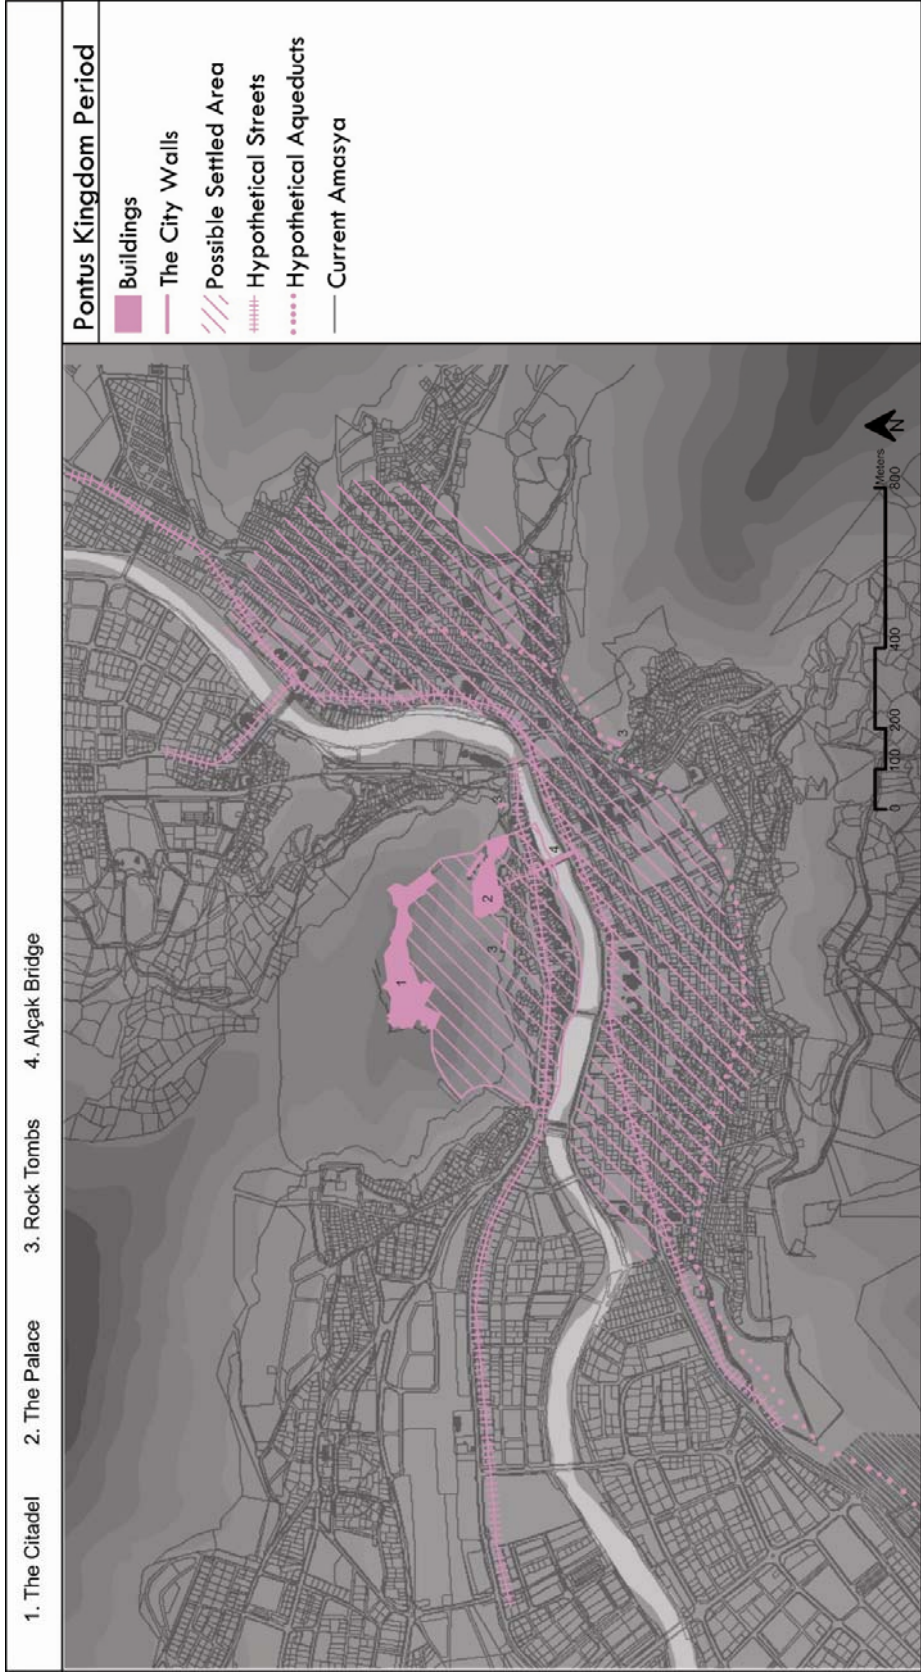 1. The Citadel 2. The Palace 3. Rock Tombs 4. Alçak Bridge
Pontus Kingdom Period
Buildings
The City Walls
Possible Settled Area
Hypothetical Streets
Hypothetical Aqueducts
Current Amasya
1
2
3
4
3
0 100 200 400 800
Meters
N